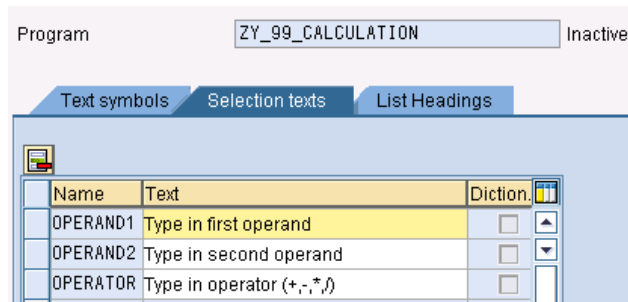 Program ZY_99_CALCULATION Inactive
Text symbols Selection texts List Headings
Name Text Diction.
OPERAND1 Type in first operand
OPERAND2 Type in second operand
OPERATOR Type in operator (+,-,*,/)